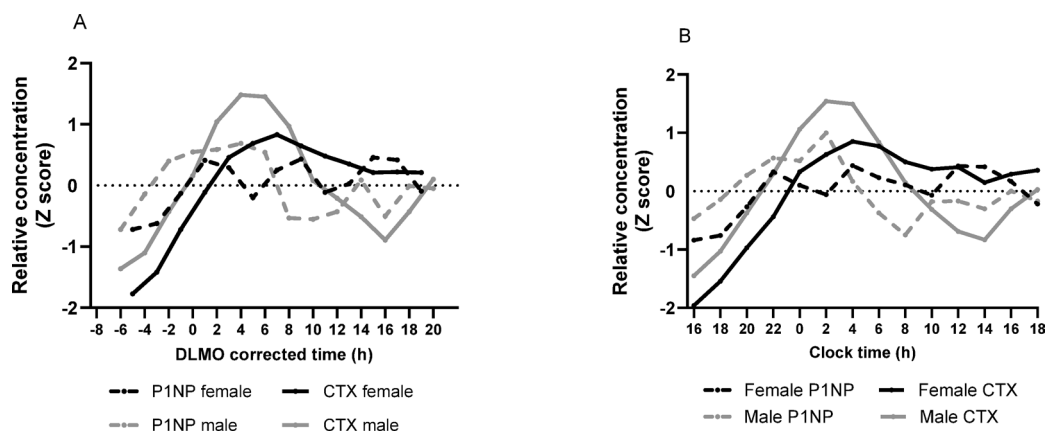 A
Relative concentration
(Z score)
2
1
0
-1
-2
-8 -6 -4 -2 0 2 4 6 8 10 12 14 16 18 20
DLMO corrected time (h)
P1NP female CTX female
P1NP male CTX male
B
Relative concentration
(Z score)
2
1
0
-1
-2
16 18 20 22 0 2 4 6 8 10 12 14 16 18
Clock time (h)
Female P1NP Female CTX
Male P1NP Male CTX